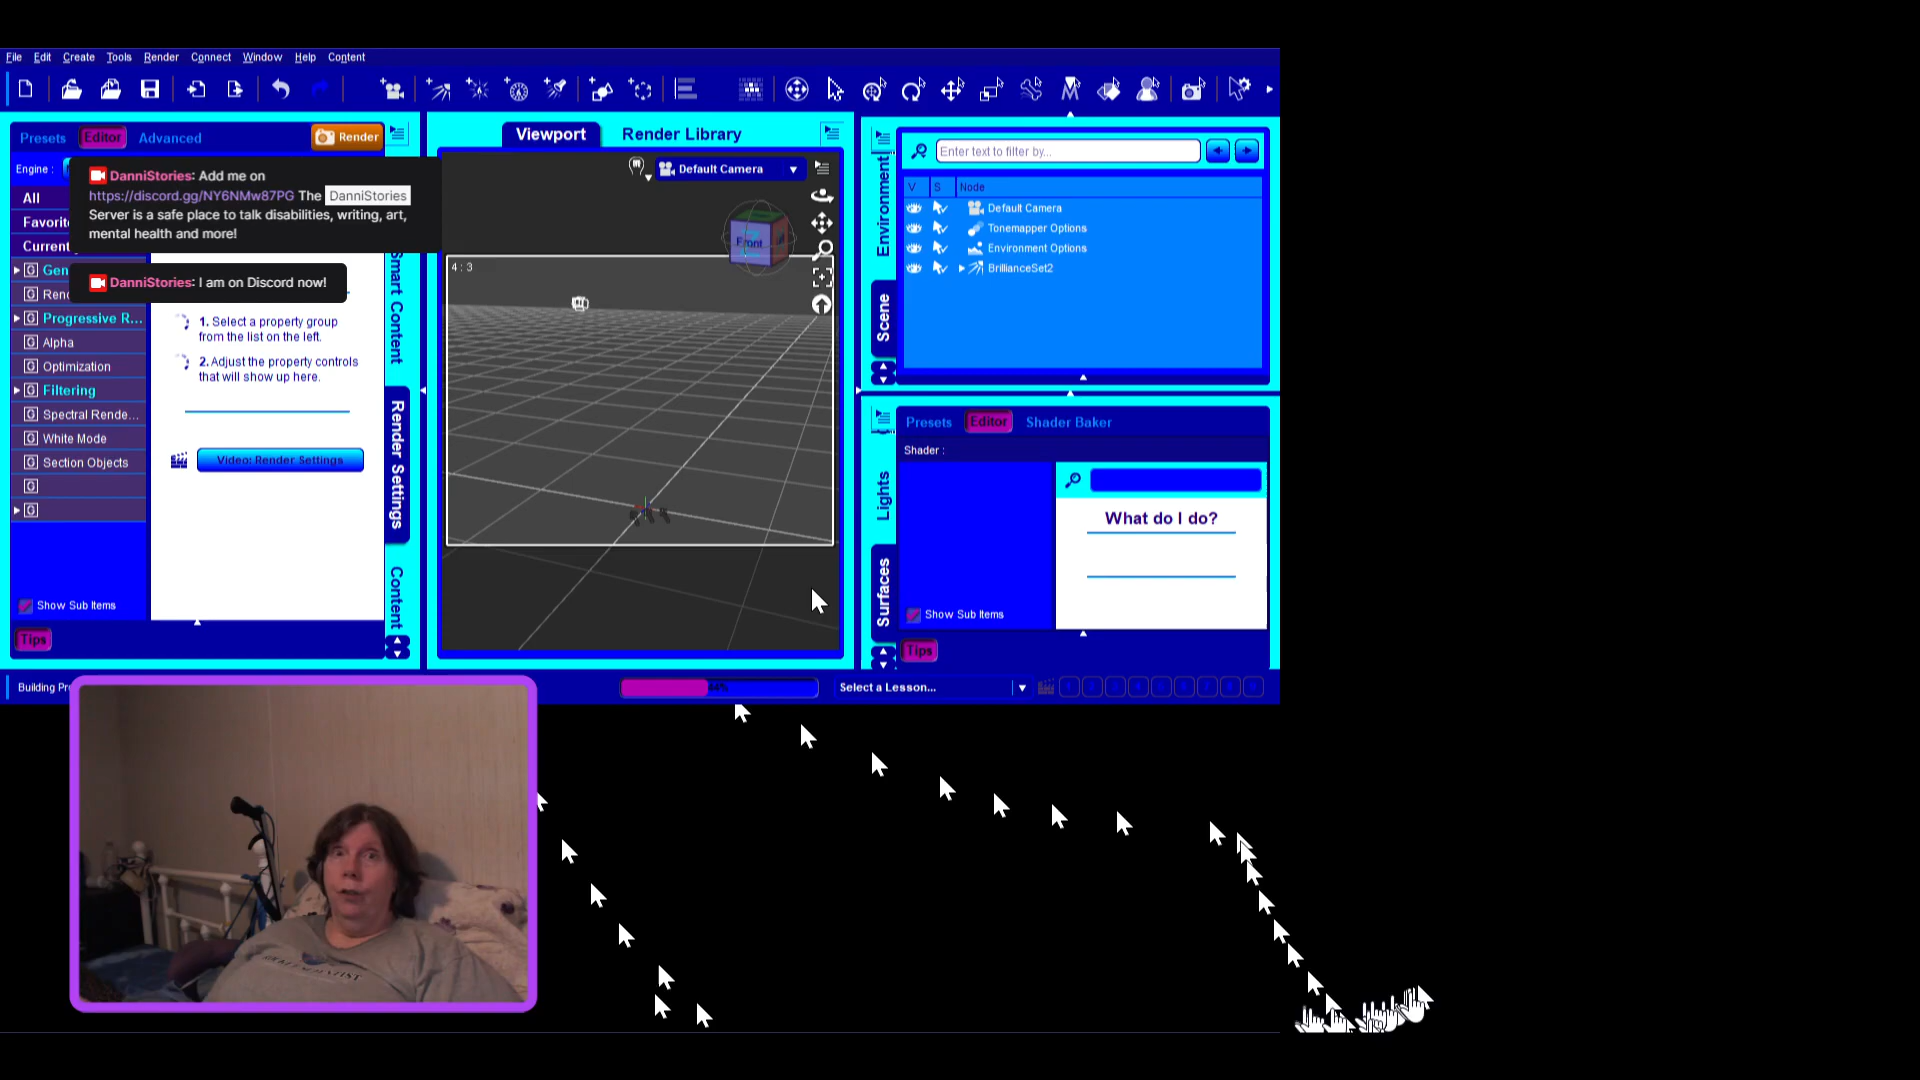 File Edit Create Tools Render Connect Window Help Content
Presets Editor Advanced Render
Engine :
DanniStories: Add me on
https://discord.gg/NY6NMw87PG The DanniStories
Server is a safe place to talk disabilities, writing, art,
mental health and more!
DanniStories: I am on Discord now!
All
Favorit
Current
Gen
Ren
Progressive R...
Alpha
Optimization
Filtering
Spectral Rende...
White Mode
Section Objects
1. Select a property group
from the list on the left.
2. Adjust the property controls
that will show up here.
Video: Render Settings
Show Sub Items
Tips
Smart Content
Render Settings
Content
Viewport Render Library
Default Camera
Front
4 : 3
Environment
Scene
Enter text to filter by...
V S Node
Default Camera
Tonemapper Options
Environment Options
BrillianceSet2
Lights
Surfaces
Presets Editor Shader Baker
Shader :
What do I do?
Show Sub Items
Tips
Building Pr
Select a Lesson...